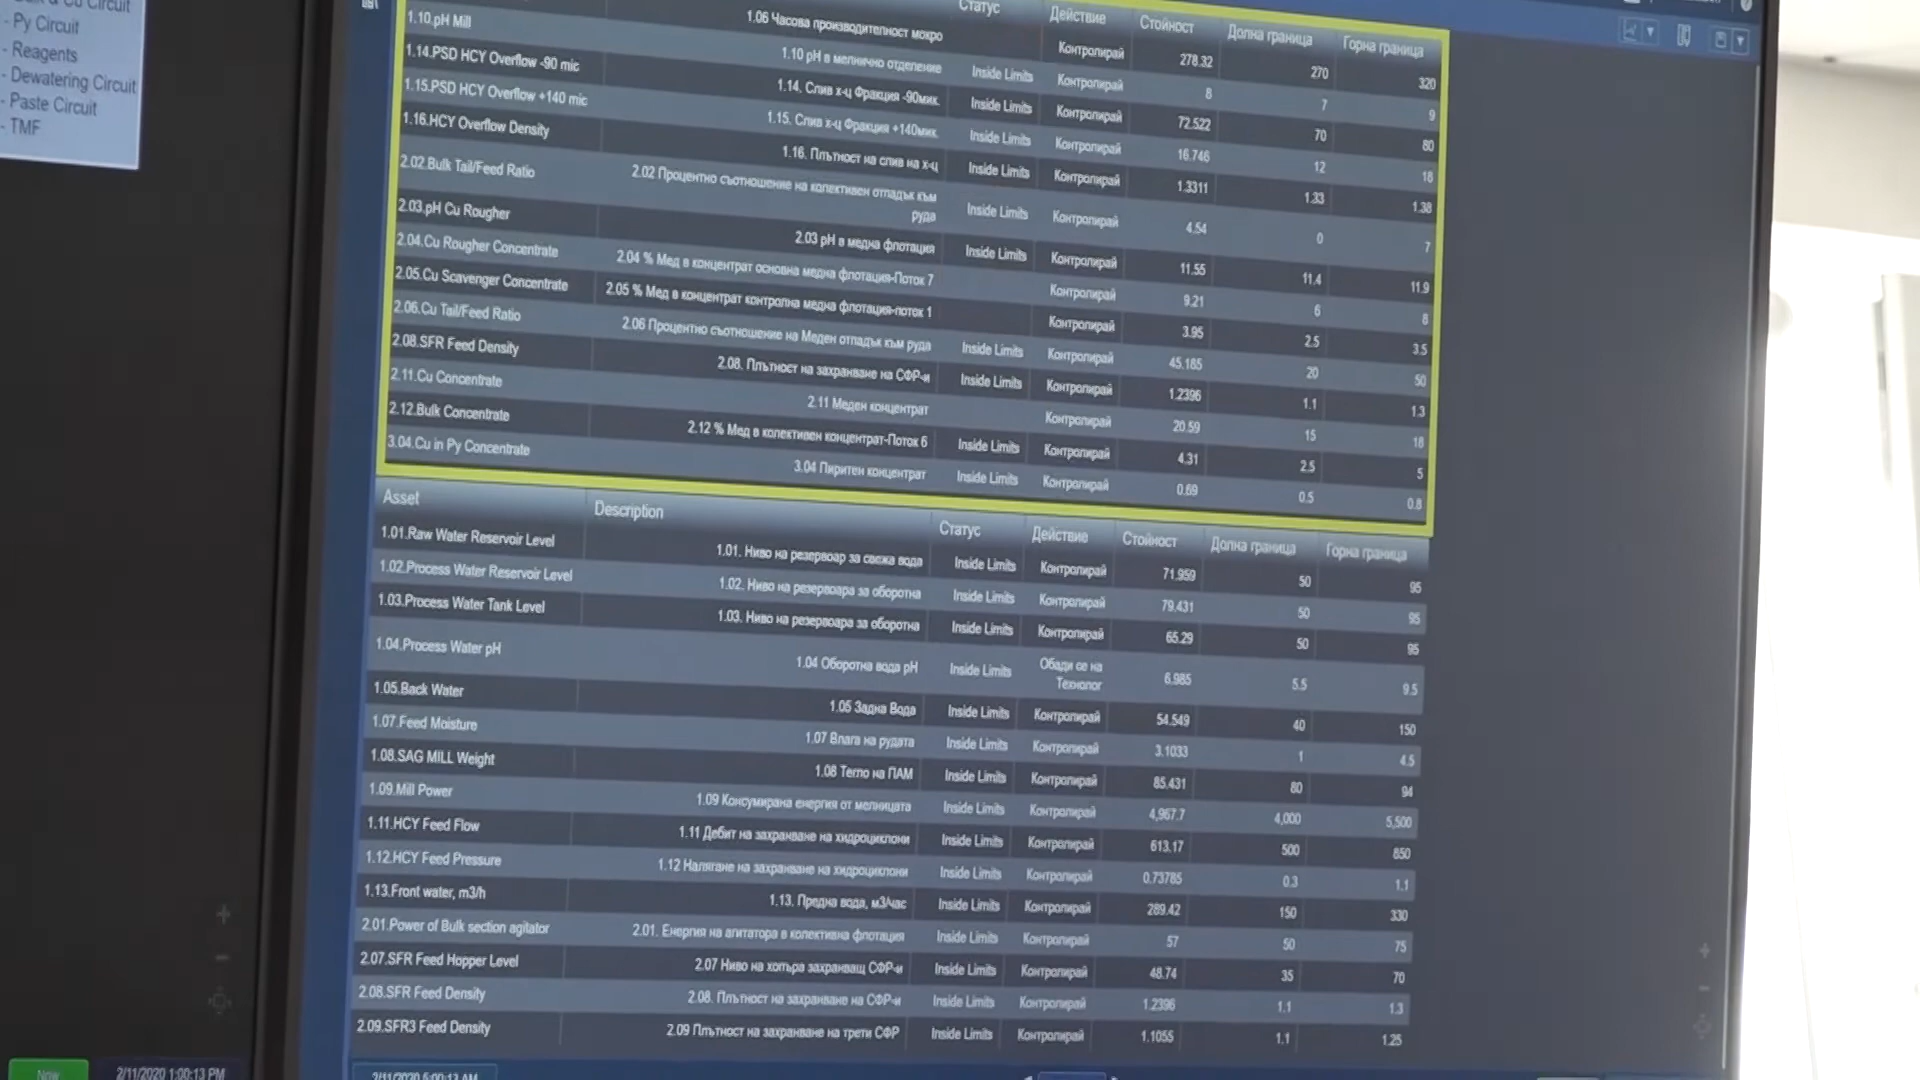 Cu Circuit
- Py Circuit
- Reagents
- Dewatering Circuit
- Paste Circuit
- TMF
Статус Действие Стойност Долна граница Горна граница
1.06 Часова производителност мокро Контролирай 278.32 270 320
1.10.pH Mill 1.10 pH в мелнично отделение Inside Limits Контролирай 8 7 9
1.14.PSD HCY Overflow -90 mic 1.14. Слив х-ц Фракция -90мик. Inside Limits Контролирай 72.522 70 80
1.15.PSD HCY Overflow +140 mic 1.15. Слив х-ц Фракция +140мик. Inside Limits Контролирай 16.746 12 18
1.16.HCY Overflow Density 1.16. Плътност на слив на х-ц Inside Limits Контролирай 1.3311 1.33 1.38
2.02.Bulk Tail/Feed Ratio 2.02 Процентно съотношение на колективен отпадък към
руда Inside Limits Контролирай 4.54 0 7
2.03.pH Cu Rougher 2.03 pH в медна флотация Inside Limits Контролирай 11.55 11.4 11.9
2.04.Cu Rougher Concentrate 2.04 % Мед в концентрат основна медна флотация-Поток 7 Контролирай 9.21 6 8
2.05.Cu Scavenger Concentrate 2.05 % Мед в концентрат контролна медна флотация-поток 1 Контролирай 3.95 2.5 3.5
2.06.Cu Tail/Feed Ratio 2.06 Процентно съотношение на Меден отпадък към руда Inside Limits Контролирай 45.165 20 50
2.08.SFR Feed Density 2.08. Плътност на захранване на СФР-и Inside Limits Контролирай 1.2396 1.1 1.3
2.11.Cu Concentrate 2.11 Меден концентрат Контролирай 20.59 15 18
2.12.Bulk Concentrate 2.12 % Мед в колективен концентрат-Поток 6 Inside Limits Контролирай 4.31 2.5 5
3.04.Cu in Py Concentrate 3.04 Пиритен концентрат Inside Limits Контролирай 0.69 0.5 0.8
Asset Description Статус Действие Стойност Долна граница Горна граница
1.01.Raw Water Reservoir Level 1.01. Ниво на резервоар за свежа вода Inside Limits Контролирай 71.959 50 95
1.02.Process Water Reservoir Level 1.02. Ниво на резервоара за оборотна Inside Limits Контролирай 79.431 50 95
1.03.Process Water Tank Level 1.03. Ниво на резервоара за оборотна Inside Limits Контролирай 65.29 50 95
1.04.Process Water pH 1.04 Оборотна вода pH Inside Limits Обади се на
Технолог 6.985 5.5 9.5
1.05.Back Water 1.05 Задна Вода Inside Limits Контролирай 54.549 40 150
1.07.Feed Moisture 1.07 Влага на рудата Inside Limits Контролирай 3.1033 1 4.5
1.08.SAG MILL Weight 1.08 Тегло на ПАМ Inside Limits Контролирай 85.431 80 94
1.09.Mill Power 1.09 Консумирана енергия от мелницата Inside Limits Контролирай 4,967.7 4,000 5,500
1.11.HCY Feed Flow 1.11 Дебит на захранване на хидроциклони Inside Limits Контролирай 613.17 500 850
1.12.HCY Feed Pressure 1.12 Налягане на захранване на хидроциклони Inside Limits Контролирай 0.73785 0.3 1.1
1.13.Front water, m3/h 1.13. Предна вода, м3/час Inside Limits Контролирай 289.42 150 330
2.01.Power of Bulk section agitator 2.01. Енергия на агитатора в колективна флотация Inside Limits Контролирай 57 50 75
2.07.SFR Feed Hopper Level 2.07 Ниво на хопъра захранващ СФР-и Inside Limits Контролирай 48.74 35 70
2.08.SFR Feed Density 2.08. Плътност на захранване на СФР-и Inside Limits Контролирай 1.2396 1.1 1.3
2.09.SFR3 Feed Density 2.09 Плътност на захранване на трети СФР Inside Limits Контролирай 1.1055 1.1 1.25
Now 2/11/2020 1:00:13 PM 2/11/2020 5:00:13 AM